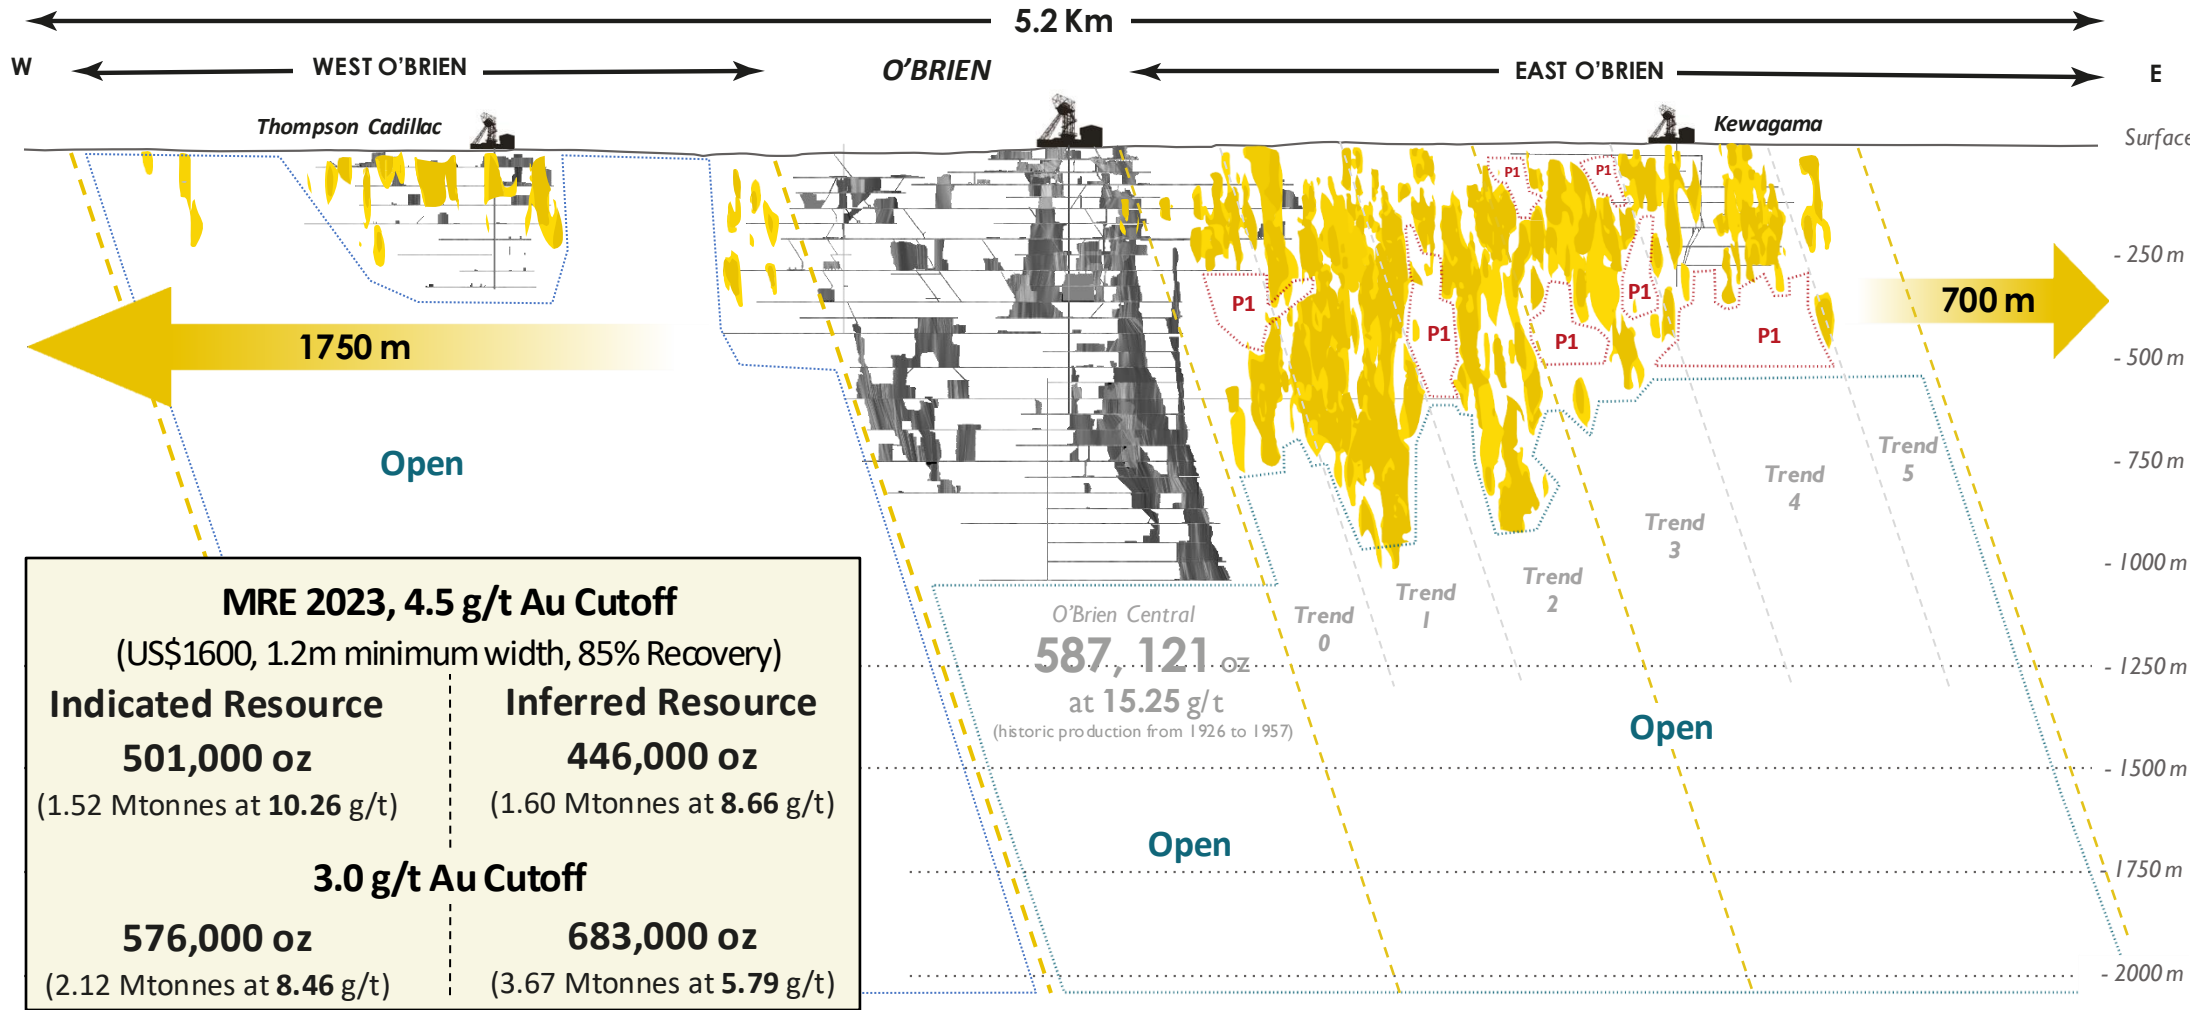 5.2 Km
W
WEST O'BRIEN
O'BRIEN
EAST O'BRIEN
E
Thompson Cadillac
Kewagama
Surface
P1
P1
- 250 m
P1
P1
P1
P1
P1
1750 m
700 m
- 500 m
Open
Trend
5
- 750 m
Trend
4
Trend
3
- 1000 m
Trend
2
Trend
1
Trend
0
O'Brien Central
587, 121 oz
at 15.25 g/t
(historic production from 1926 to 1957)
- 1250 m
Open
- 1500 m
Open
- 1750 m
- 2000 m
MRE 2023, 4.5 g/t Au Cutoff
(US$1600, 1.2m minimum width, 85% Recovery)
Indicated Resource
Inferred Resource
501,000 oz
446,000 oz
(1.52 Mtonnes at 10.26 g/t)
(1.60 Mtonnes at 8.66 g/t)
3.0 g/t Au Cutoff
576,000 oz
683,000 oz
(2.12 Mtonnes at 8.46 g/t)
(3.67 Mtonnes at 5.79 g/t)